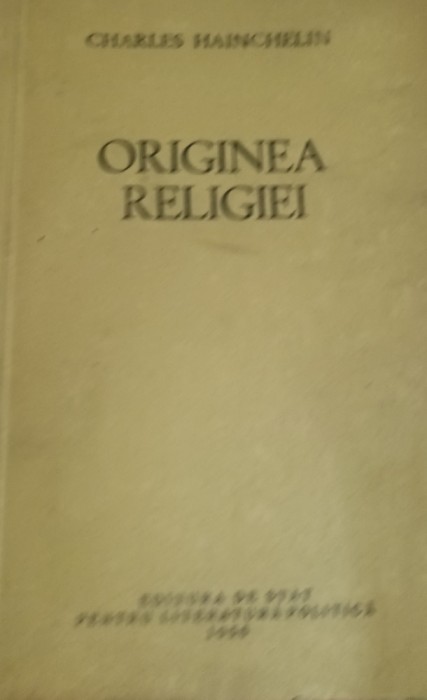 CHARLES HAINCHELIN
ORIGINEA
RELIGIEI
EDITURA DE STAT
PENTRU LITERATURA POLITICA